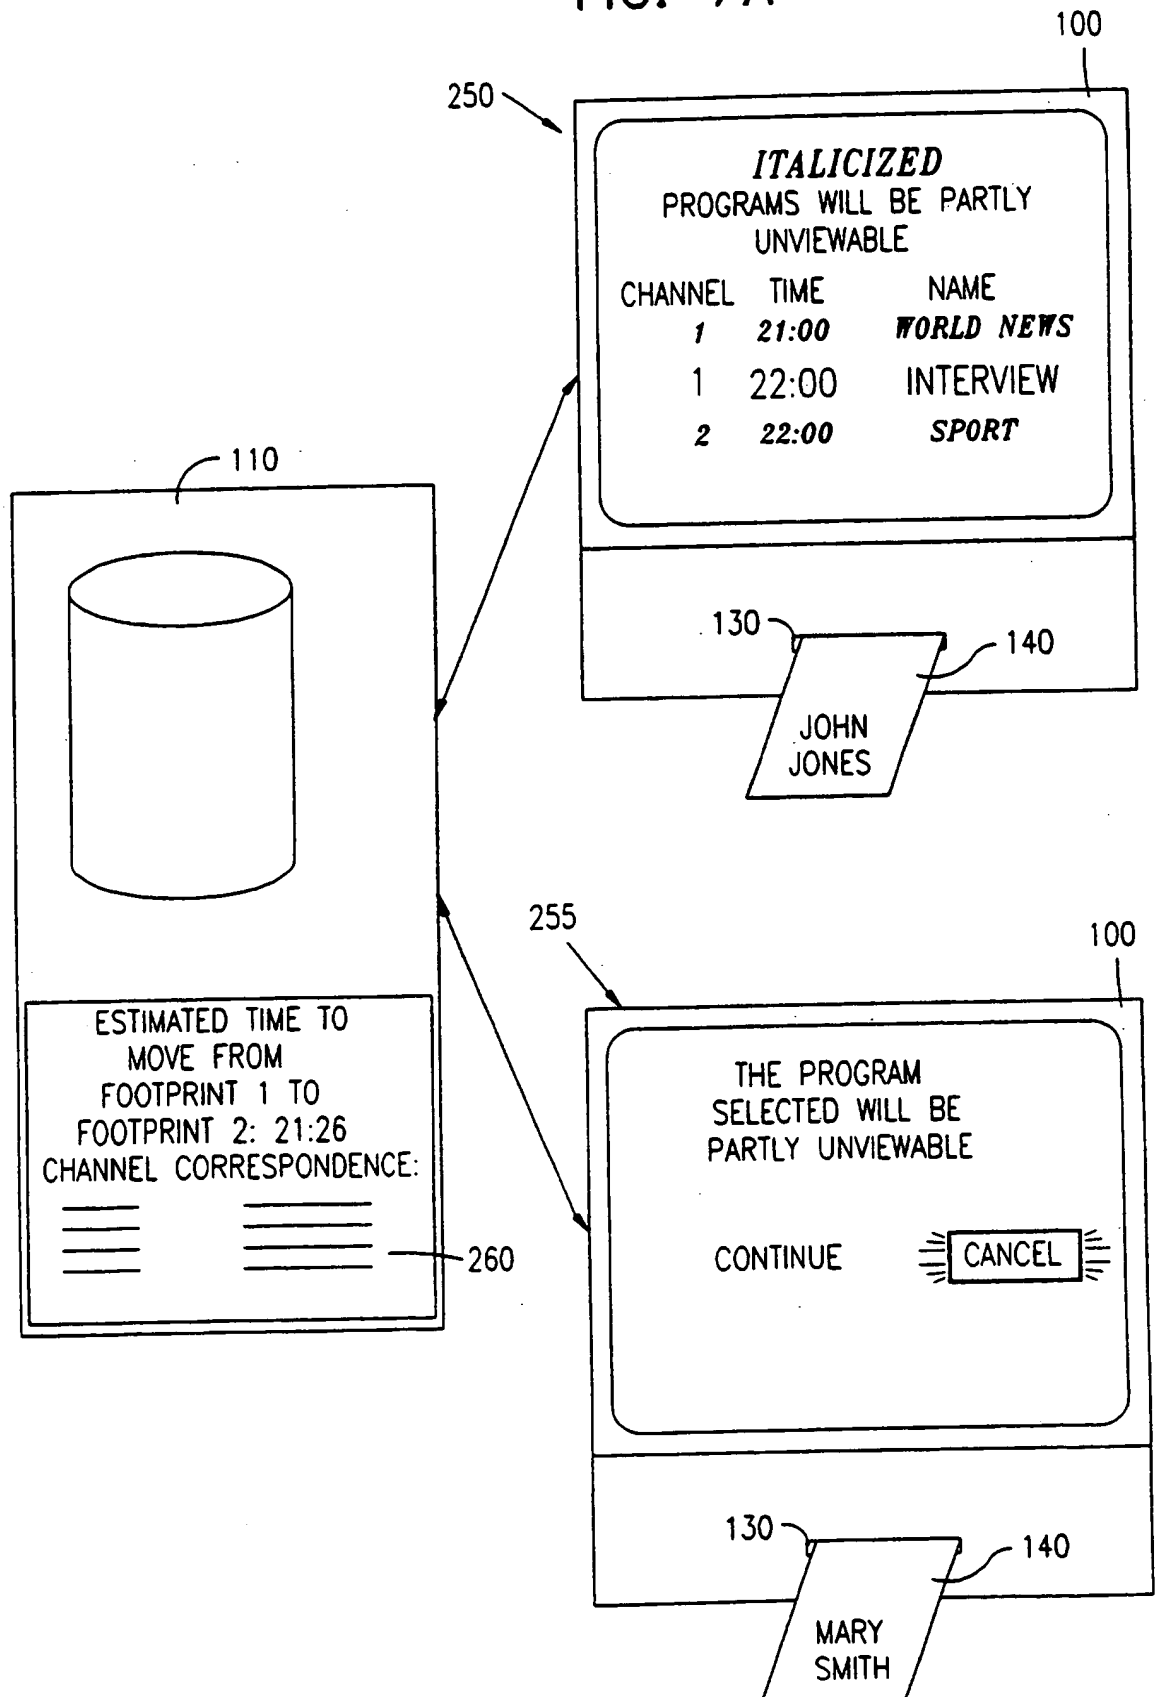 FIG. 7A
100
250
ITALICIZED
PROGRAMS WILL BE PARTLY
UNVIEWABLE
CHANNEL TIME NAME
1 21:00 WORLD NEWS
1 22:00 INTERVIEW
2 22:00 SPORT
110
130
140
JOHN
JONES
255
100
ESTIMATED TIME TO
MOVE FROM
FOOTPRINT 1 TO
FOOTPRINT 2: 21:26
CHANNEL CORRESPONDENCE:
260
THE PROGRAM
SELECTED WILL BE
PARTLY UNVIEWABLE
CONTINUE CANCEL
130
140
MARY
SMITH